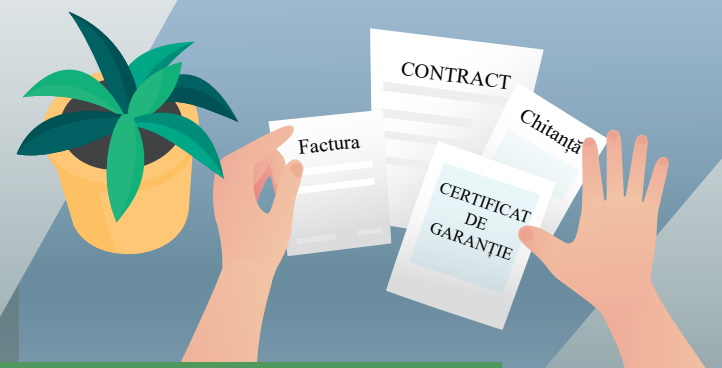 CONTRACT
Chitanță
Factura
CERTIFICAT
DE
GARANȚIE